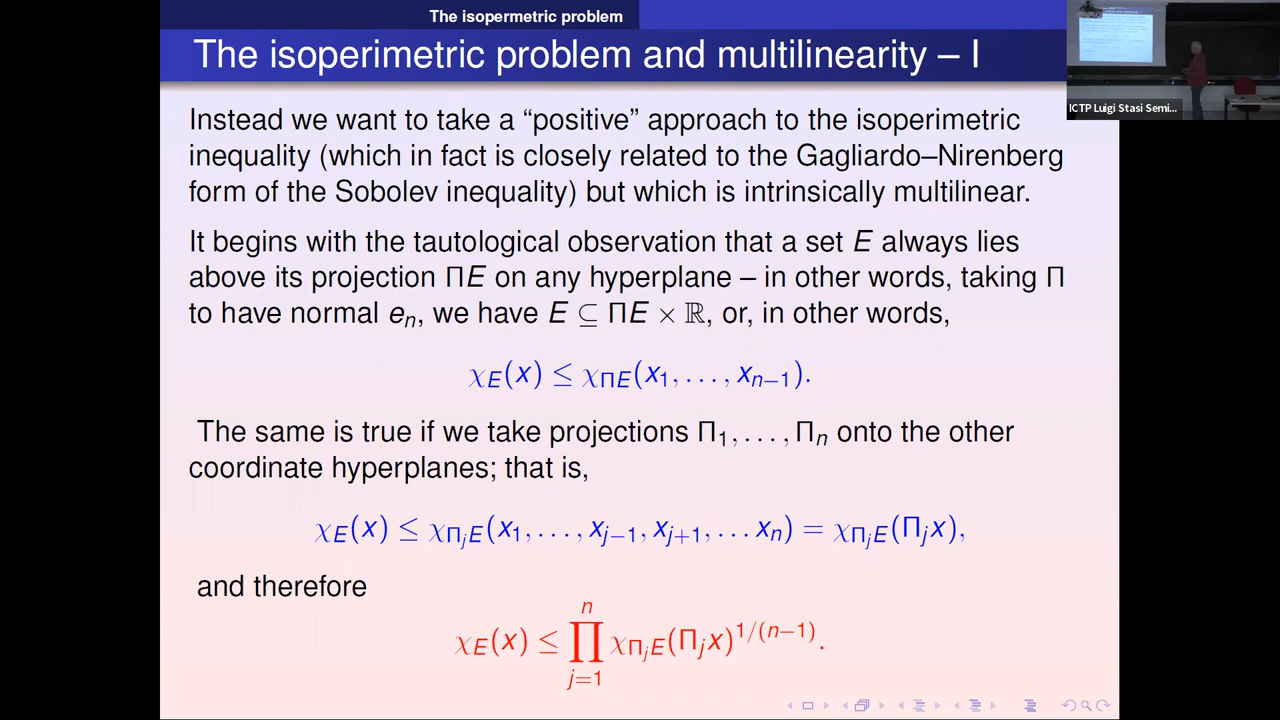 The isopermetric problem
The isoperimetric problem and multilinearity – I
ICTP Luigi Stasi Semi...
Instead we want to take a “positive” approach to the isoperimetric
inequality (which in fact is closely related to the Gagliardo–Nirenberg
form of the Sobolev inequality) but which is intrinsically multilinear.
It begins with the tautological observation that a set E always lies
above its projection ΠE on any hyperplane – in other words, taking Π
to have normal eₙ, we have E ⊆ ΠE × ℝ, or, in other words,
χ_E(x) ≤ χ_{ΠE}(x₁, . . . , x_{n−1}).
The same is true if we take projections Π₁, . . . , Πₙ onto the other
coordinate hyperplanes; that is,
χ_E(x) ≤ χ_{Π_jE}(x₁, . . . , x_{j−1}, x_{j+1}, . . . xₙ) = χ_{Π_jE}(Π_jx),
and therefore
χ_E(x) ≤ ∏_{j=1}^{n} χ_{Π_jE}(Π_jx)^{1/(n−1)}.